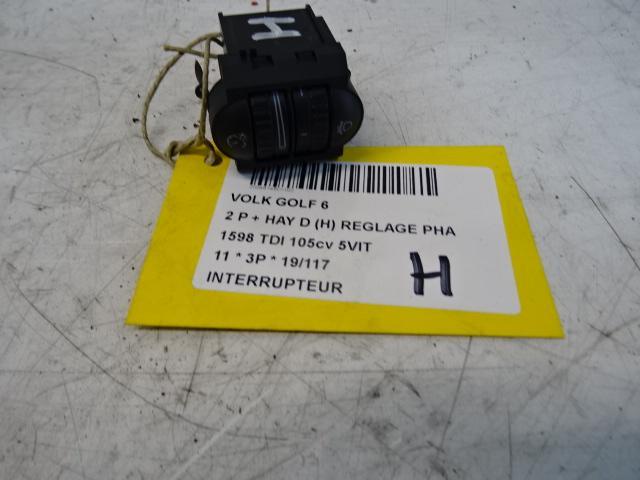 H
VOLK GOLF 6
2 P + HAY D (H) REGLAGE PHA
1598 TDI 105cv 5VIT
11 * 3P * 19/117
INTERRUPTEUR
H